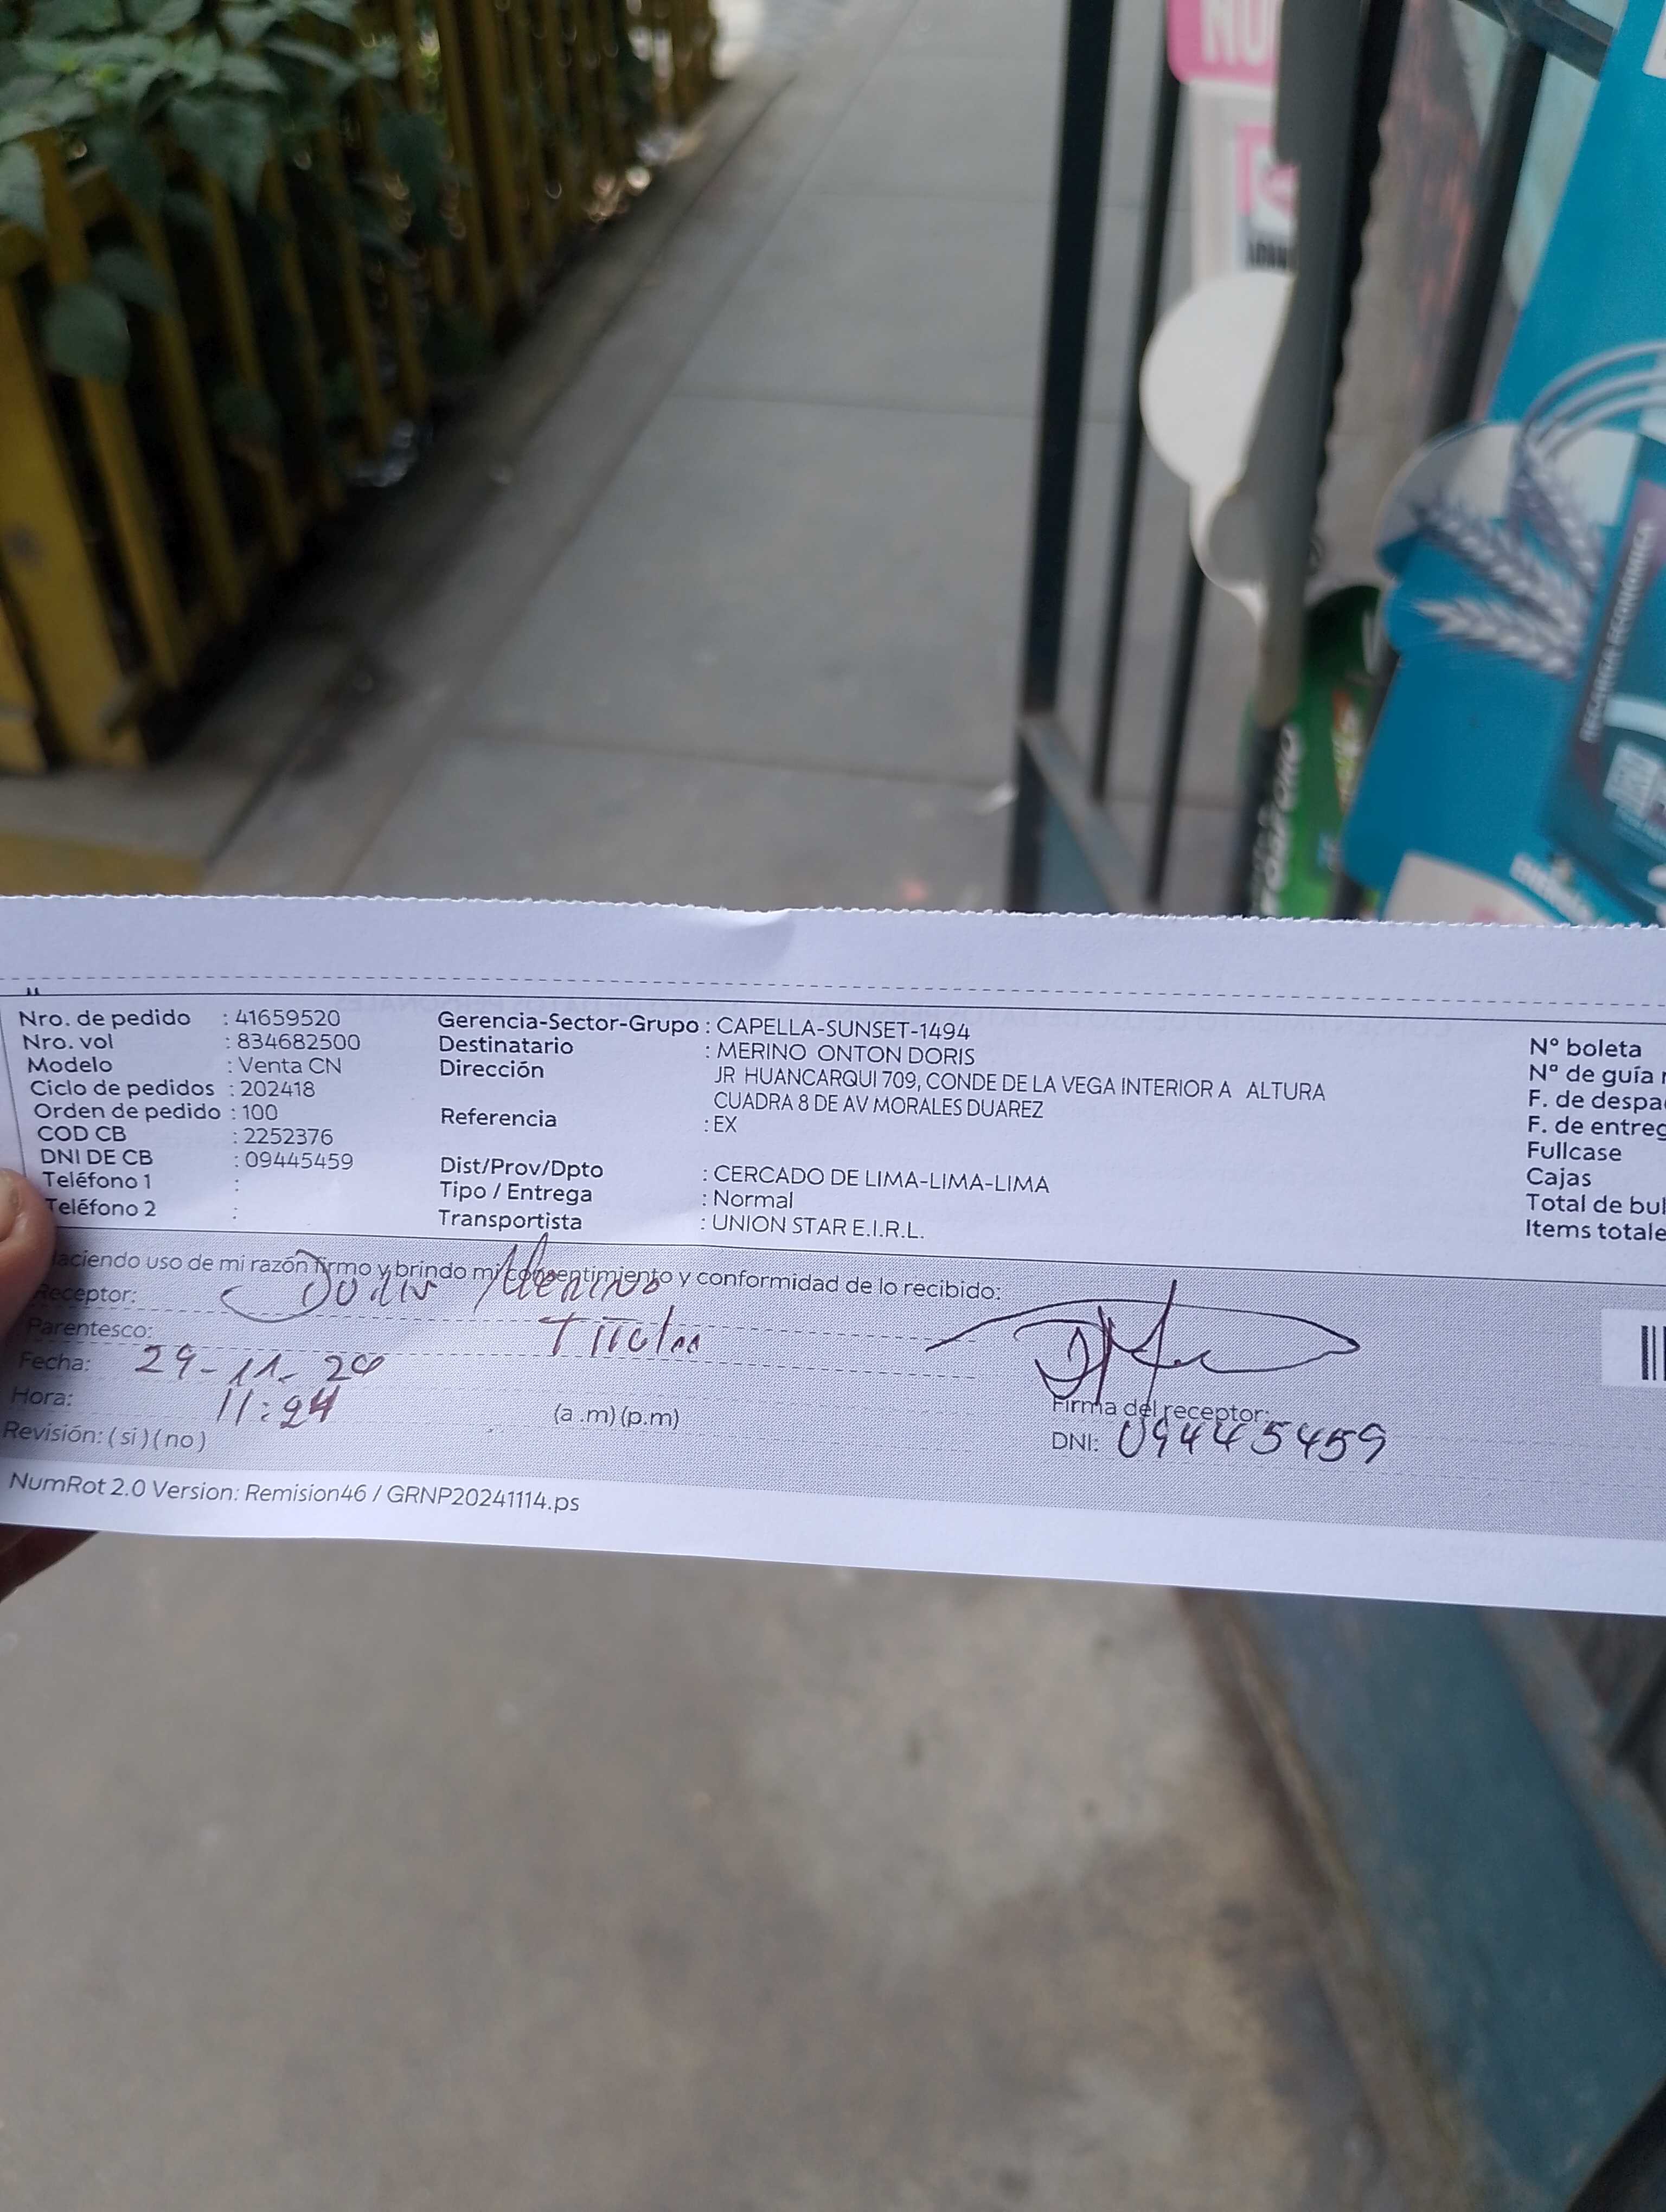 NU
RECARGA ECONÓMICA
Nro. de pedido : 41659520
Nro. vol : 834682500
Modelo : Venta CN
Ciclo de pedidos : 202418
Orden de pedido : 100
COD CB : 2252376
DNI DE CB : 09445459
Teléfono 1 :
Teléfono 2 :
Gerencia-Sector-Grupo : CAPELLA-SUNSET-1494
Destinatario : MERINO ONTON DORIS
Dirección JR HUANCARQUI 709, CONDE DE LA VEGA INTERIOR A ALTURA
CUADRA 8 DE AV MORALES DUAREZ
Referencia : EX
Dist/Prov/Dpto : CERCADO DE LIMA-LIMA-LIMA
Tipo / Entrega : Normal
Transportista : UNION STAR E.I.R.L.
N° boleta
N° de guía
F. de despa
F. de entreg
Fullcase
Cajas
Total de bul
Items totale
aciendo uso de mi razón firmo y brindo mi consentimiento y conformidad de lo recibido:
Receptor: Doris Merino
Parentesco: Titular
Fecha: 29-11-24
Hora: 11:24 (a.m)(p.m)
Revisión: (si)(no)
Firma del receptor:
DNI: 09445459
NumRot 2.0 Version: Remision46 / GRNP20241114.ps